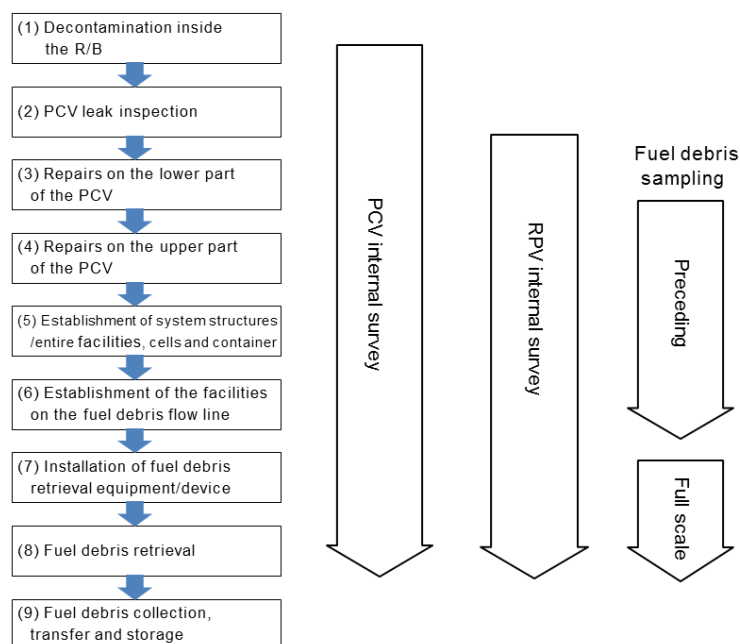 (1) Decontamination inside
the R/B
(2) PCV leak inspection
(3) Repairs on the lower part
of the PCV
(4) Repairs on the upper part
of the PCV
(5) Establishment of system structures
/entire facilities, cells and container
(6) Establishment of the facilities
on the fuel debris flow line
(7) Installation of fuel debris
retrieval equipment/device
(8) Fuel debris retrieval
(9) Fuel debris collection,
transfer and storage
PCV internal survey
RPV internal survey
Fuel debris
sampling
Preceding
Full scale